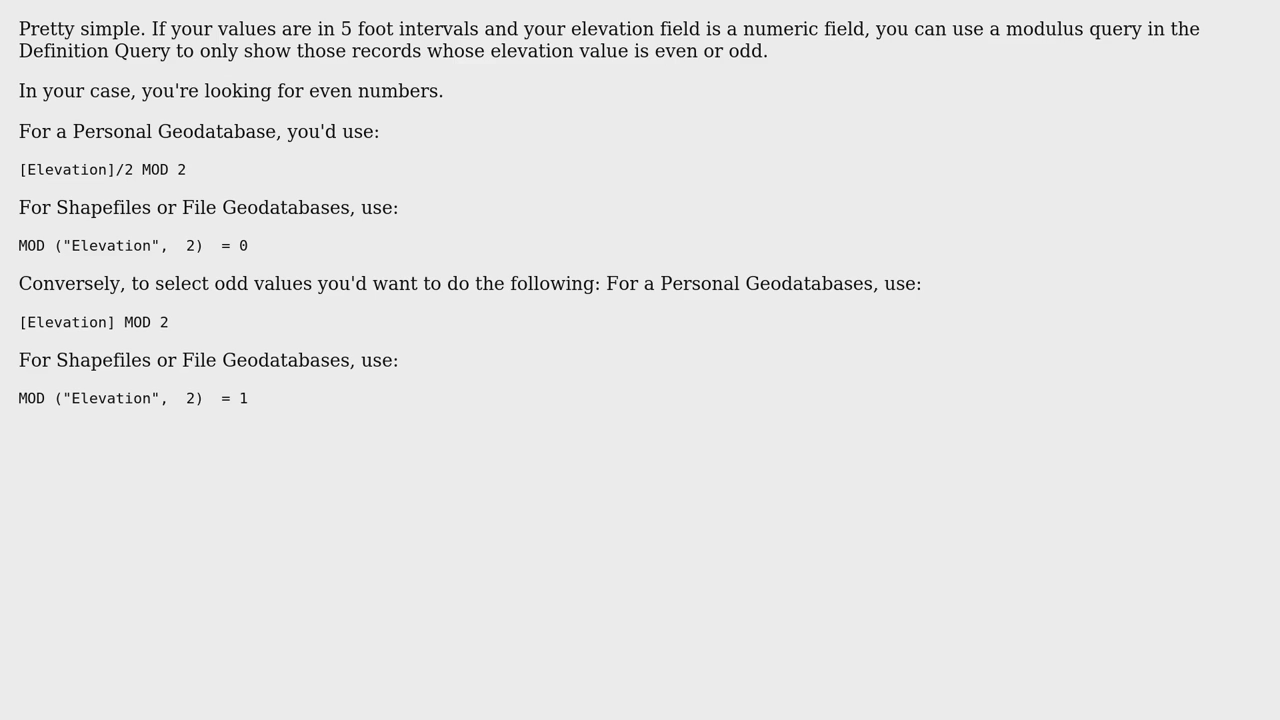 Pretty simple. If your values are in 5 foot intervals and your elevation field is a numeric field, you can use a modulus query in the
Definition Query to only show those records whose elevation value is even or odd.
In your case, you're looking for even numbers.
For a Personal Geodatabase, you'd use:
[Elevation]/2 MOD 2
For Shapefiles or File Geodatabases, use:
MOD ("Elevation",  2)  = 0
Conversely, to select odd values you'd want to do the following: For a Personal Geodatabases, use:
[Elevation] MOD 2
For Shapefiles or File Geodatabases, use:
MOD ("Elevation",  2)  = 1